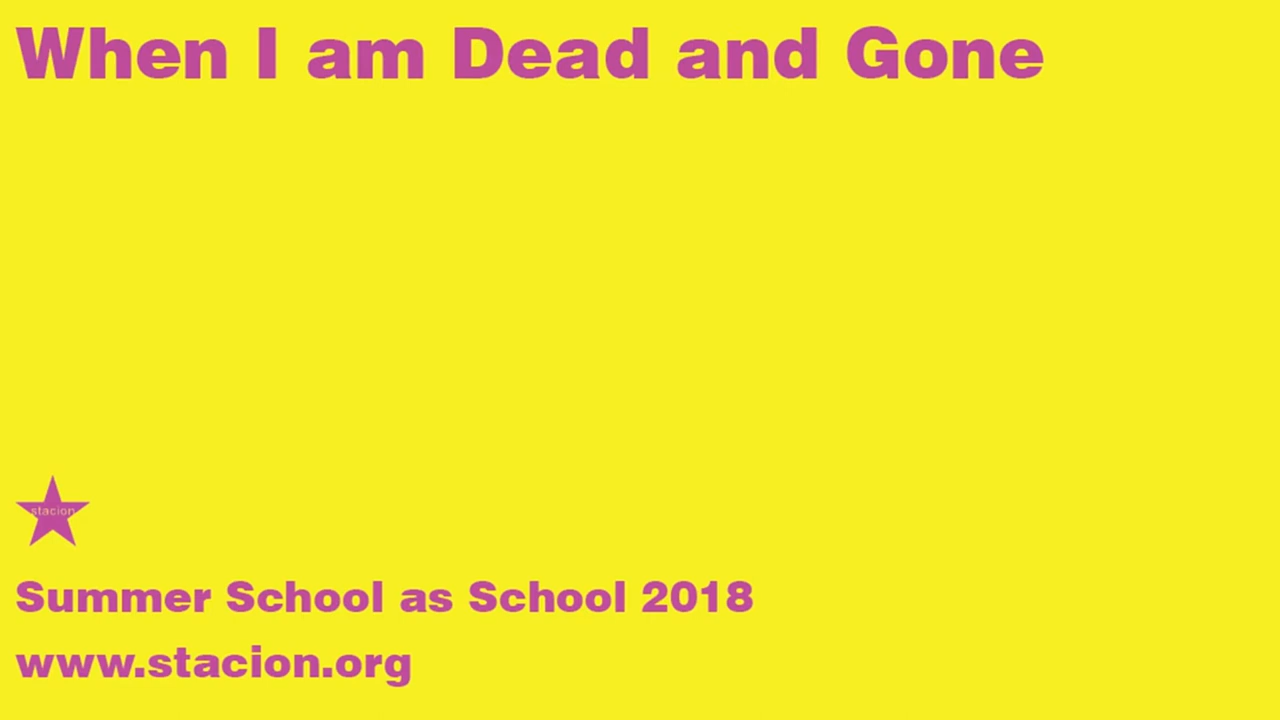 When I am Dead and Gone
stacion
Summer School as School 2018
www.stacion.org